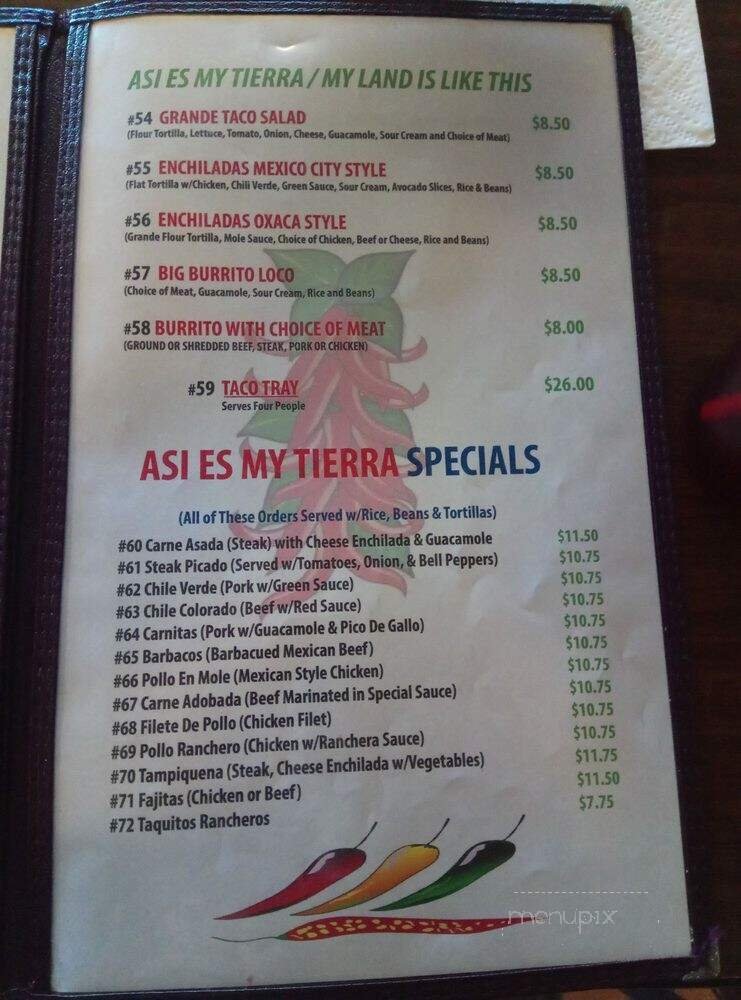 ASI ES MY TIERRA / MY LAND IS LIKE THIS
#54 GRANDE TACO SALAD $8.50
(Flour Tortilla, Lettuce, Tomato, Onion, Cheese, Guacamole, Sour Cream and Choice of Meat)
#55 ENCHILADAS MEXICO CITY STYLE $8.50
(Flat Tortilla w/Chicken, Chili Verde, Green Sauce, Sour Cream, Avocado Slices, Rice & Beans)
#56 ENCHILADAS OXACA STYLE $8.50
(Grande Flour Tortilla, Mole Sauce, Choice of Chicken, Beef or Cheese, Rice and Beans)
#57 BIG BURRITO LOCO $8.50
(Choice of Meat, Guacamole, Sour Cream, Rice and Beans)
#58 BURRITO WITH CHOICE OF MEAT $8.00
(GROUND OR SHREDDED BEEF, STEAK, PORK OR CHICKEN)
#59 TACO TRAY $26.00
Serves Four People
ASI ES MY TIERRA SPECIALS
(All of These Orders Served w/Rice, Beans & Tortillas)
#60 Carne Asada (Steak) with Cheese Enchilada & Guacamole $11.50
#61 Steak Picado (Served w/Tomatoes, Onion, & Bell Peppers) $10.75
#62 Chile Verde (Pork w/Green Sauce) $10.75
#63 Chile Colorado (Beef w/Red Sauce) $10.75
#64 Carnitas (Pork w/Guacamole & Pico De Gallo) $10.75
#65 Barbacos (Barbacued Mexican Beef) $10.75
#66 Pollo En Mole (Mexican Style Chicken) $10.75
#67 Carne Adobada (Beef Marinated in Special Sauce) $10.75
#68 Filete De Pollo (Chicken Filet) $10.75
#69 Pollo Ranchero (Chicken w/Ranchera Sauce) $10.75
#70 Tampiquena (Steak, Cheese Enchilada w/Vegetables) $11.75
#71 Fajitas (Chicken or Beef) $11.50
#72 Taquitos Rancheros $7.75
menupix